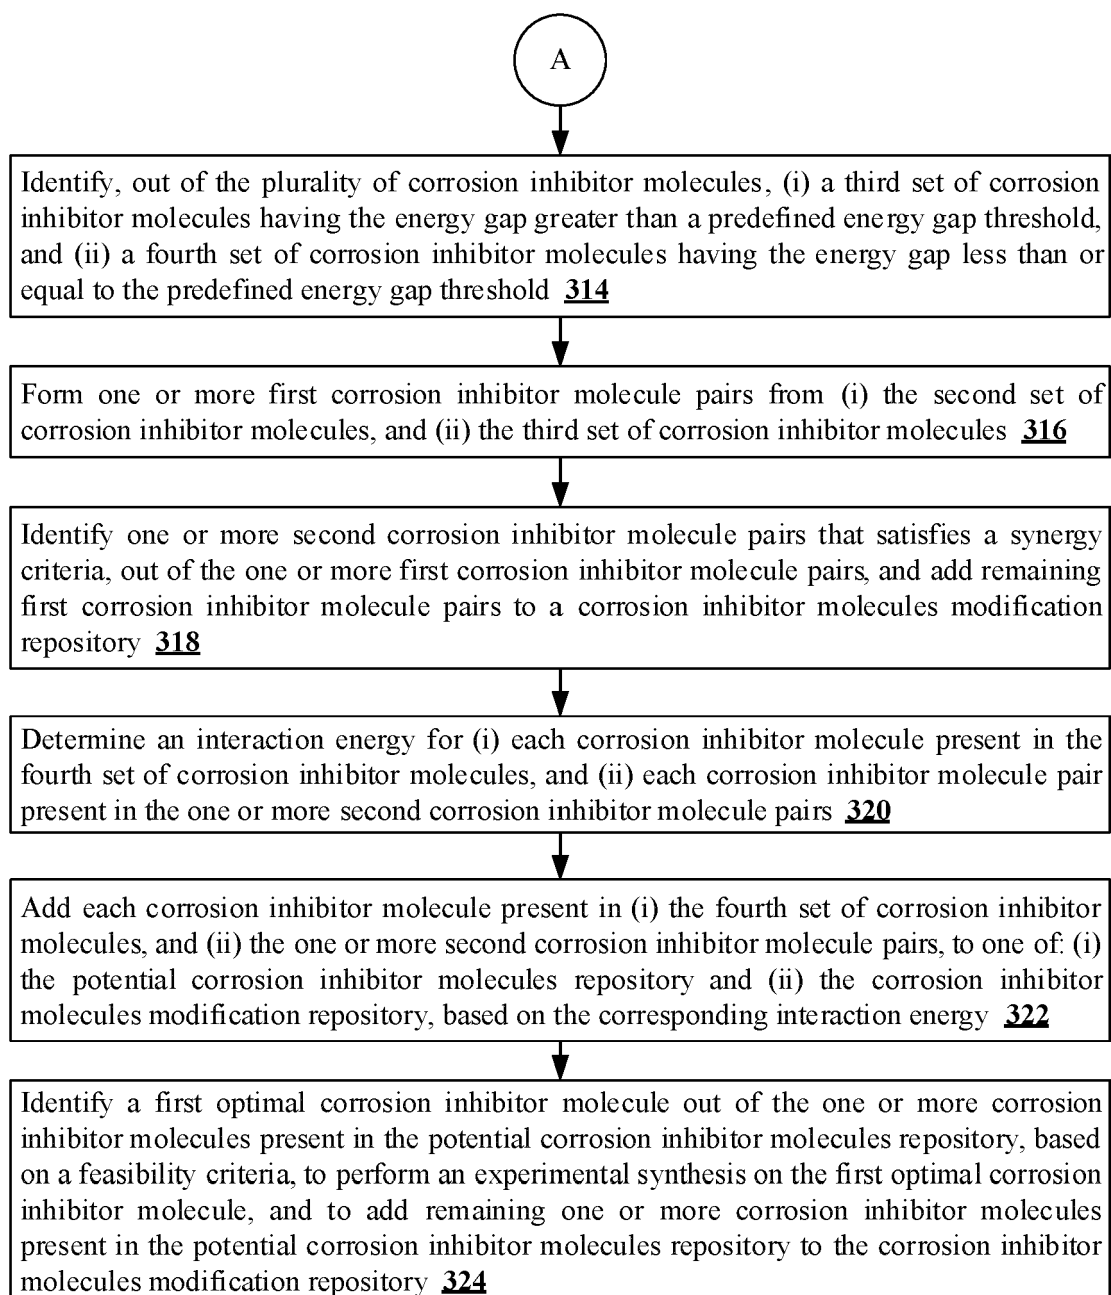 A
Identify, out of the plurality of corrosion inhibitor molecules, (i) a third set of corrosion
inhibitor molecules having the energy gap greater than a predefined energy gap threshold,
and (ii) a fourth set of corrosion inhibitor molecules having the energy gap less than or
equal to the predefined energy gap threshold 314
Form one or more first corrosion inhibitor molecule pairs from (i) the second set of
corrosion inhibitor molecules, and (ii) the third set of corrosion inhibitor molecules 316
Identify one or more second corrosion inhibitor molecule pairs that satisfies a synergy
criteria, out of the one or more first corrosion inhibitor molecule pairs, and add remaining
first corrosion inhibitor molecule pairs to a corrosion inhibitor molecules modification
repository 318
Determine an interaction energy for (i) each corrosion inhibitor molecule present in the
fourth set of corrosion inhibitor molecules, and (ii) each corrosion inhibitor molecule pair
present in the one or more second corrosion inhibitor molecule pairs 320
Add each corrosion inhibitor molecule present in (i) the fourth set of corrosion inhibitor
molecules, and (ii) the one or more second corrosion inhibitor molecule pairs, to one of: (i)
the potential corrosion inhibitor molecules repository and (ii) the corrosion inhibitor
molecules modification repository, based on the corresponding interaction energy 322
Identify a first optimal corrosion inhibitor molecule out of the one or more corrosion
inhibitor molecules present in the potential corrosion inhibitor molecules repository, based
on a feasibility criteria, to perform an experimental synthesis on the first optimal corrosion
inhibitor molecule, and to add remaining one or more corrosion inhibitor molecules
present in the potential corrosion inhibitor molecules repository to the corrosion inhibitor
molecules modification repository 324